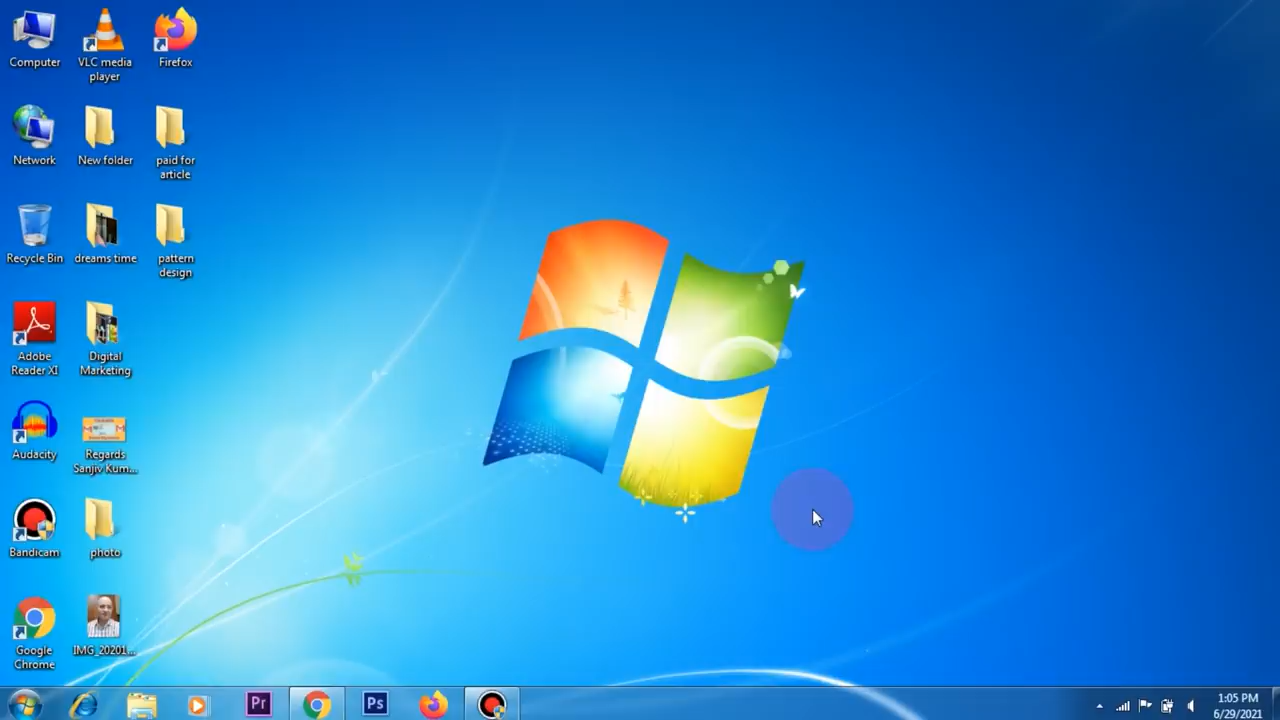 Computer
VLC media
player
Firefox
Network
New folder
paid for
article
Recycle Bin
dreams time
pattern
design
Adobe
Reader XI
Digital
Marketing
Audacity
Regards
Sanjiv Kum...
Bandicam
photo
Google
Chrome
IMG_20201...
Pr
Ps
1:05 PM
6/29/2021